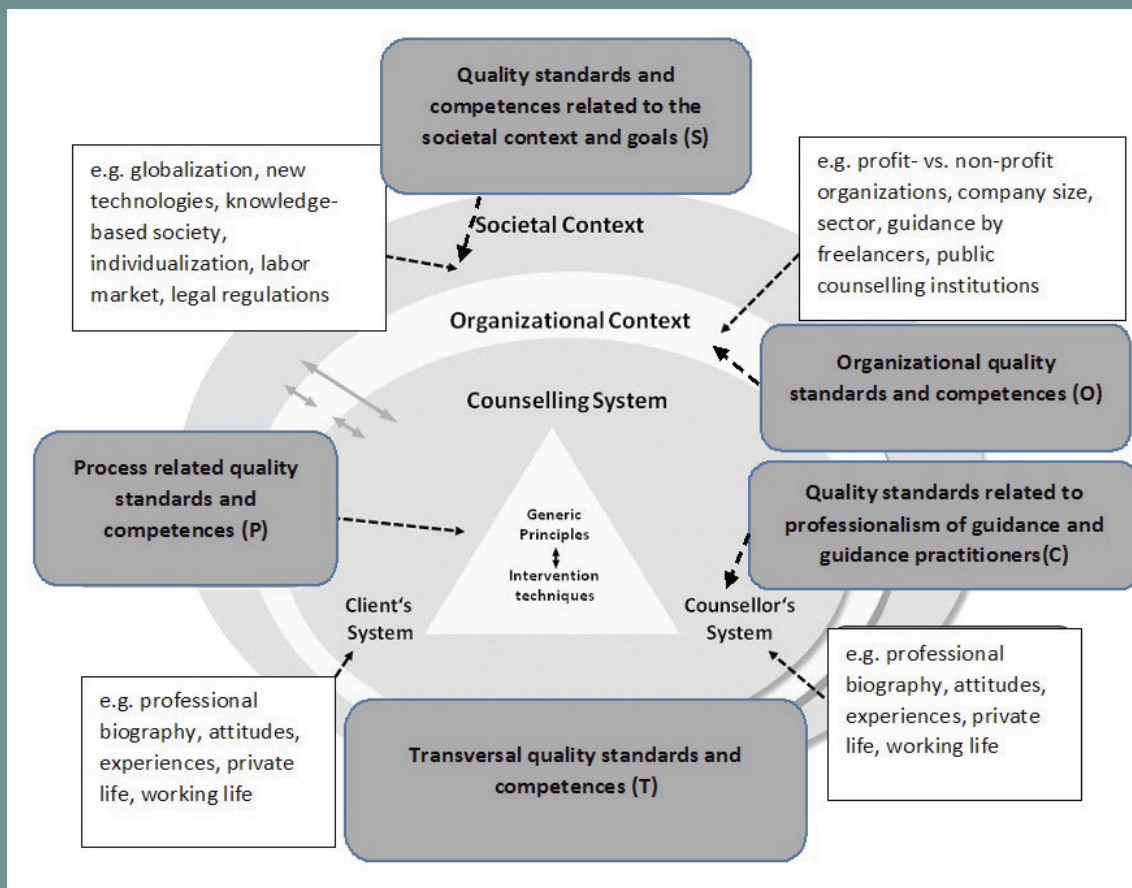 Quality standards and
competences related to the
societal context and goals (S)
e.g. globalization, new
technologies, knowledge-
based society,
individualization, labor
market, legal regulations
e.g. profit- vs. non-profit
organizations, company size,
sector, guidance by
freelancers, public
counselling institutions
Societal Context
Organizational Context
Organizational quality
standards and competences (O)
Counselling System
Process related quality
standards and
competences (P)
Quality standards related to
professionalism of guidance and
guidance practitioners(C)
Generic
Principles
Intervention
techniques
Client‘s
System
Counsellor‘s
System
e.g. professional
biography, attitudes,
experiences, private
life, working life
Transversal quality standards and
competences (T)
e.g. professional
biography, attitudes,
experiences, private
life, working life